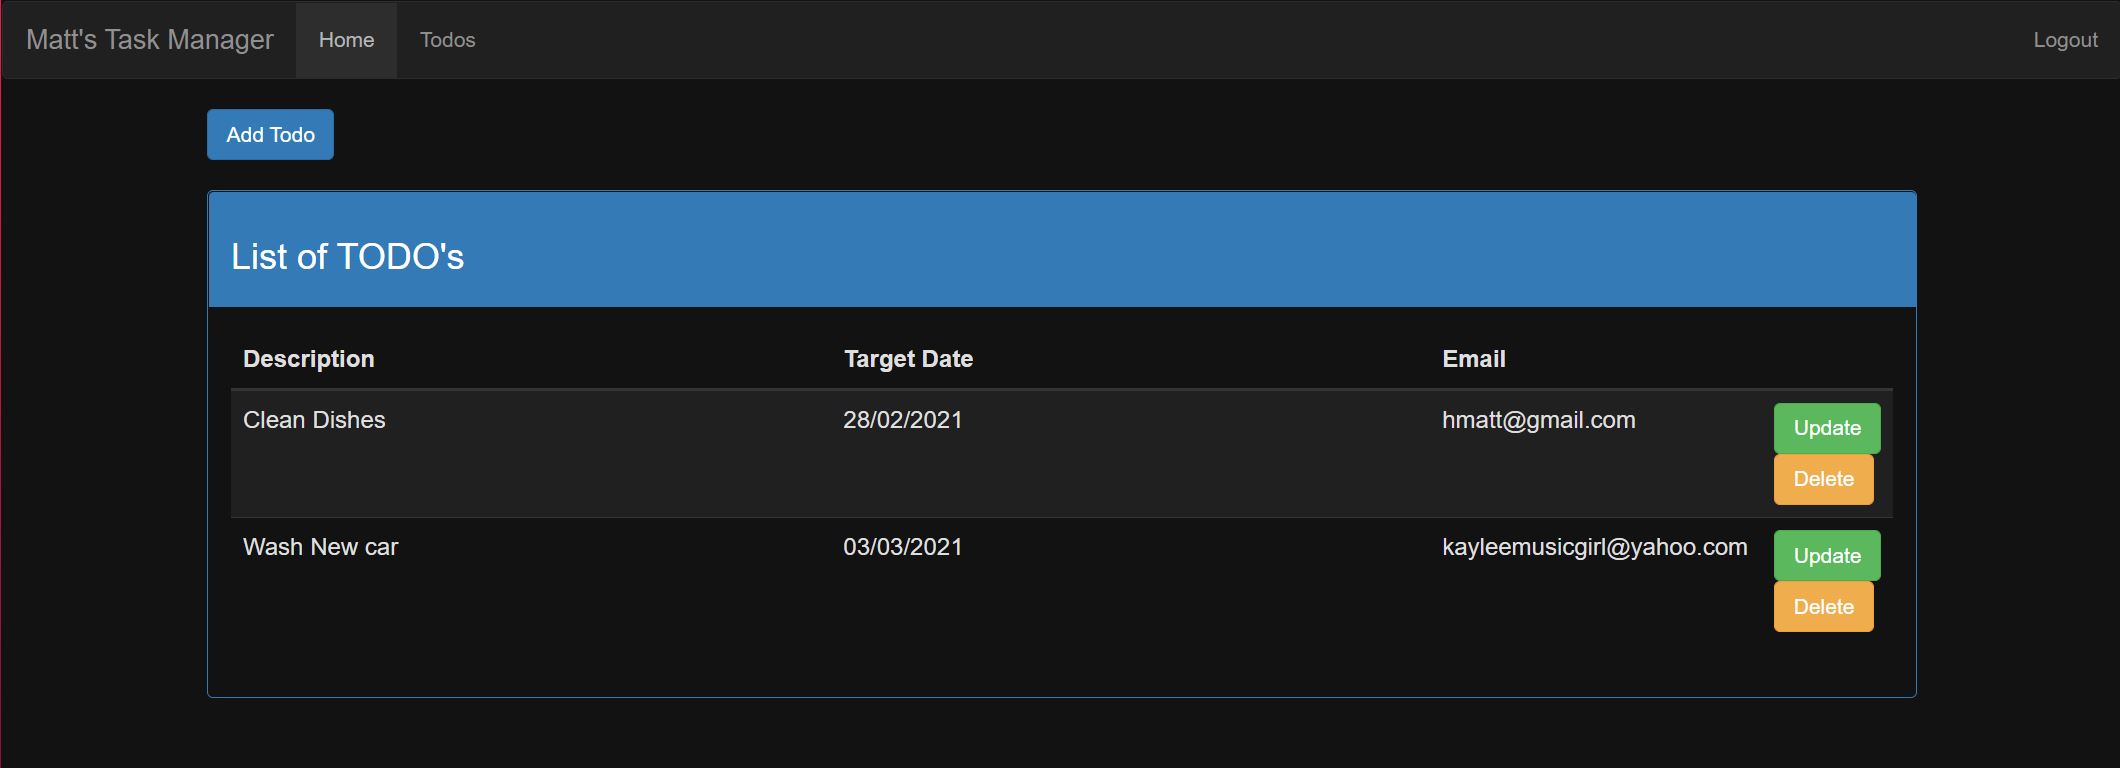 Matt's Task Manager Home Todos Logout
Add Todo
List of TODO's
Description Target Date Email
Clean Dishes 28/02/2021 hmatt@gmail.com Update
Delete
Wash New car 03/03/2021 kayleemusicgirl@yahoo.com Update
Delete